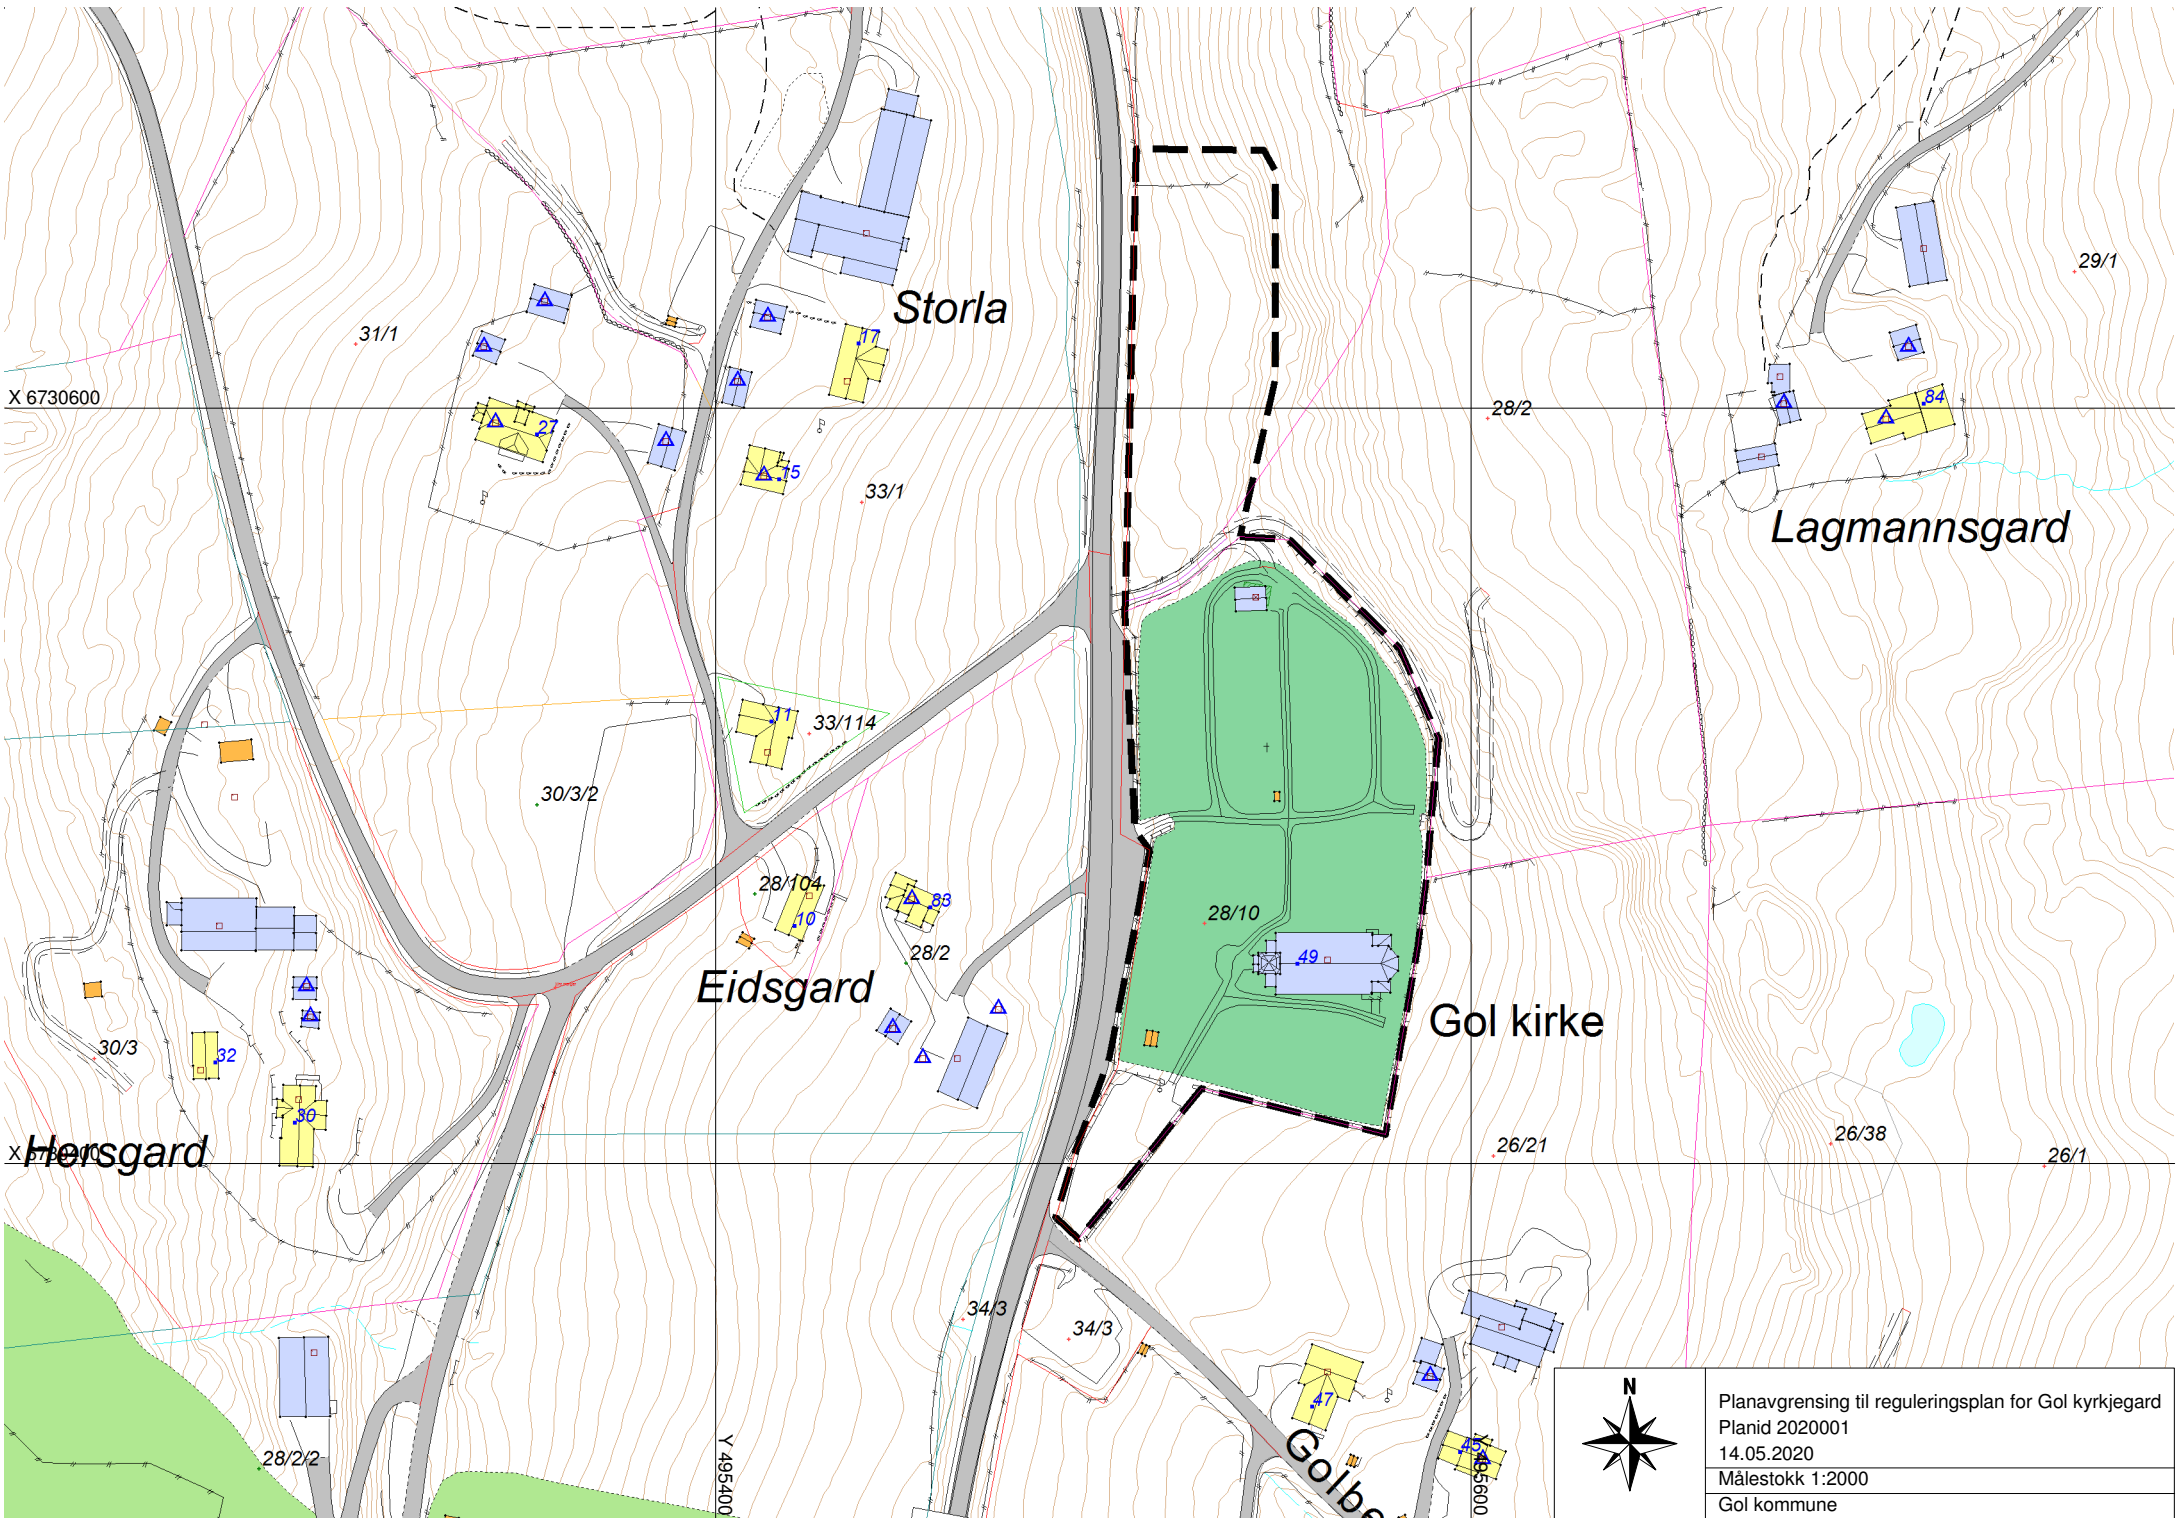 Storla
17
31/1
29/1
X 6730600
27
28/2
84
75
33/1
Lagmannsgard
11
33/114
30/3/2
28/104
10
83
28/10
28/2
49
Eidsgard
Gol kirke
30/3
32
30
Hersgard
26/21
26/38
26/1
34/3
34/3
47
45
28/2/2
Y 495400
Golbe
N
Planavgrensing til reguleringsplan for Gol kyrkjegard
Planid 2020001
14.05.2020
Målestokk 1:2000
Gol kommune